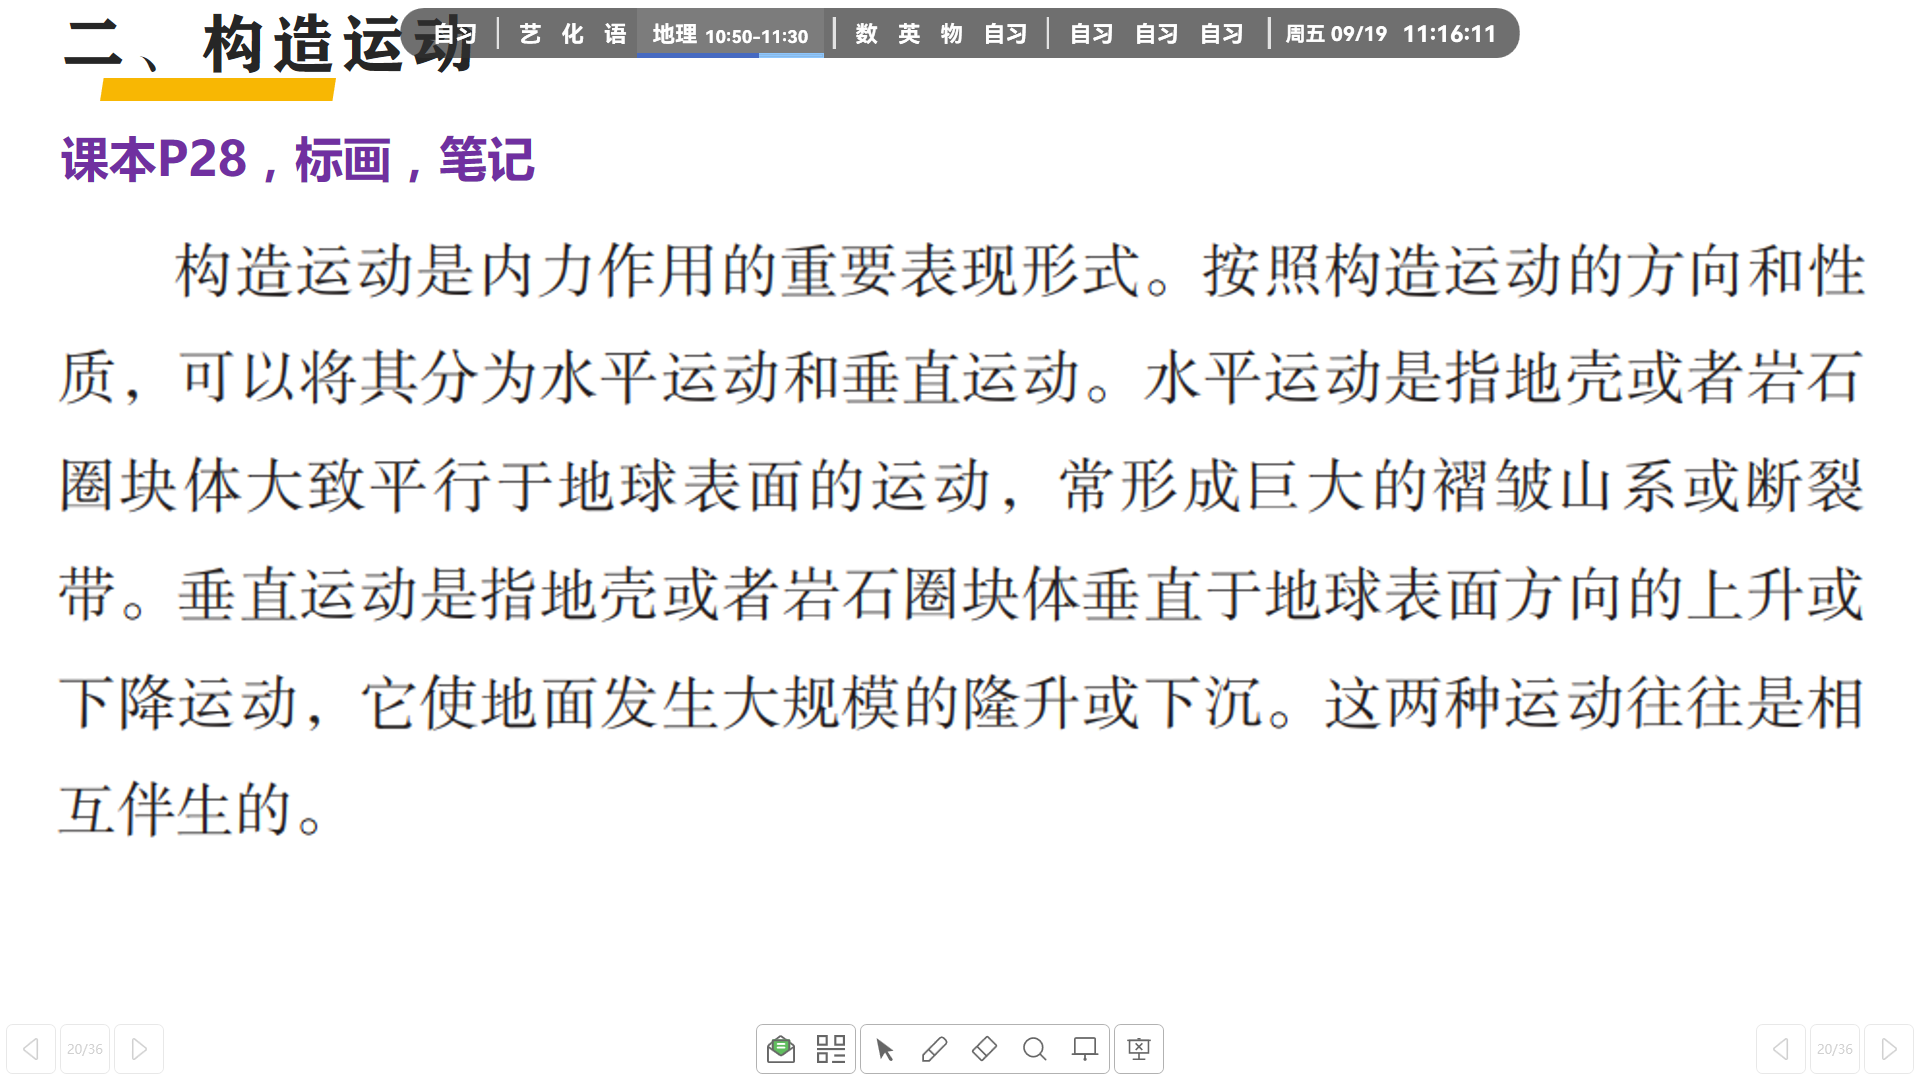 二、构造运动
自习 艺 化 语 地理 10:50-11:30 数 英 物 自习 自习 自习 自习 周五 09/19 11:16:11
课本P28，标画，笔记
构造运动是内力作用的重要表现形式。按照构造运动的方向和性
质，可以将其分为水平运动和垂直运动。水平运动是指地壳或者岩石
圈块体大致平行于地球表面的运动，常形成巨大的褶皱山系或断裂
带。垂直运动是指地壳或者岩石圈块体垂直于地球表面方向的上升或
下降运动，它使地面发生大规模的隆升或下沉。这两种运动往往是相
互伴生的。
20/36
20/36